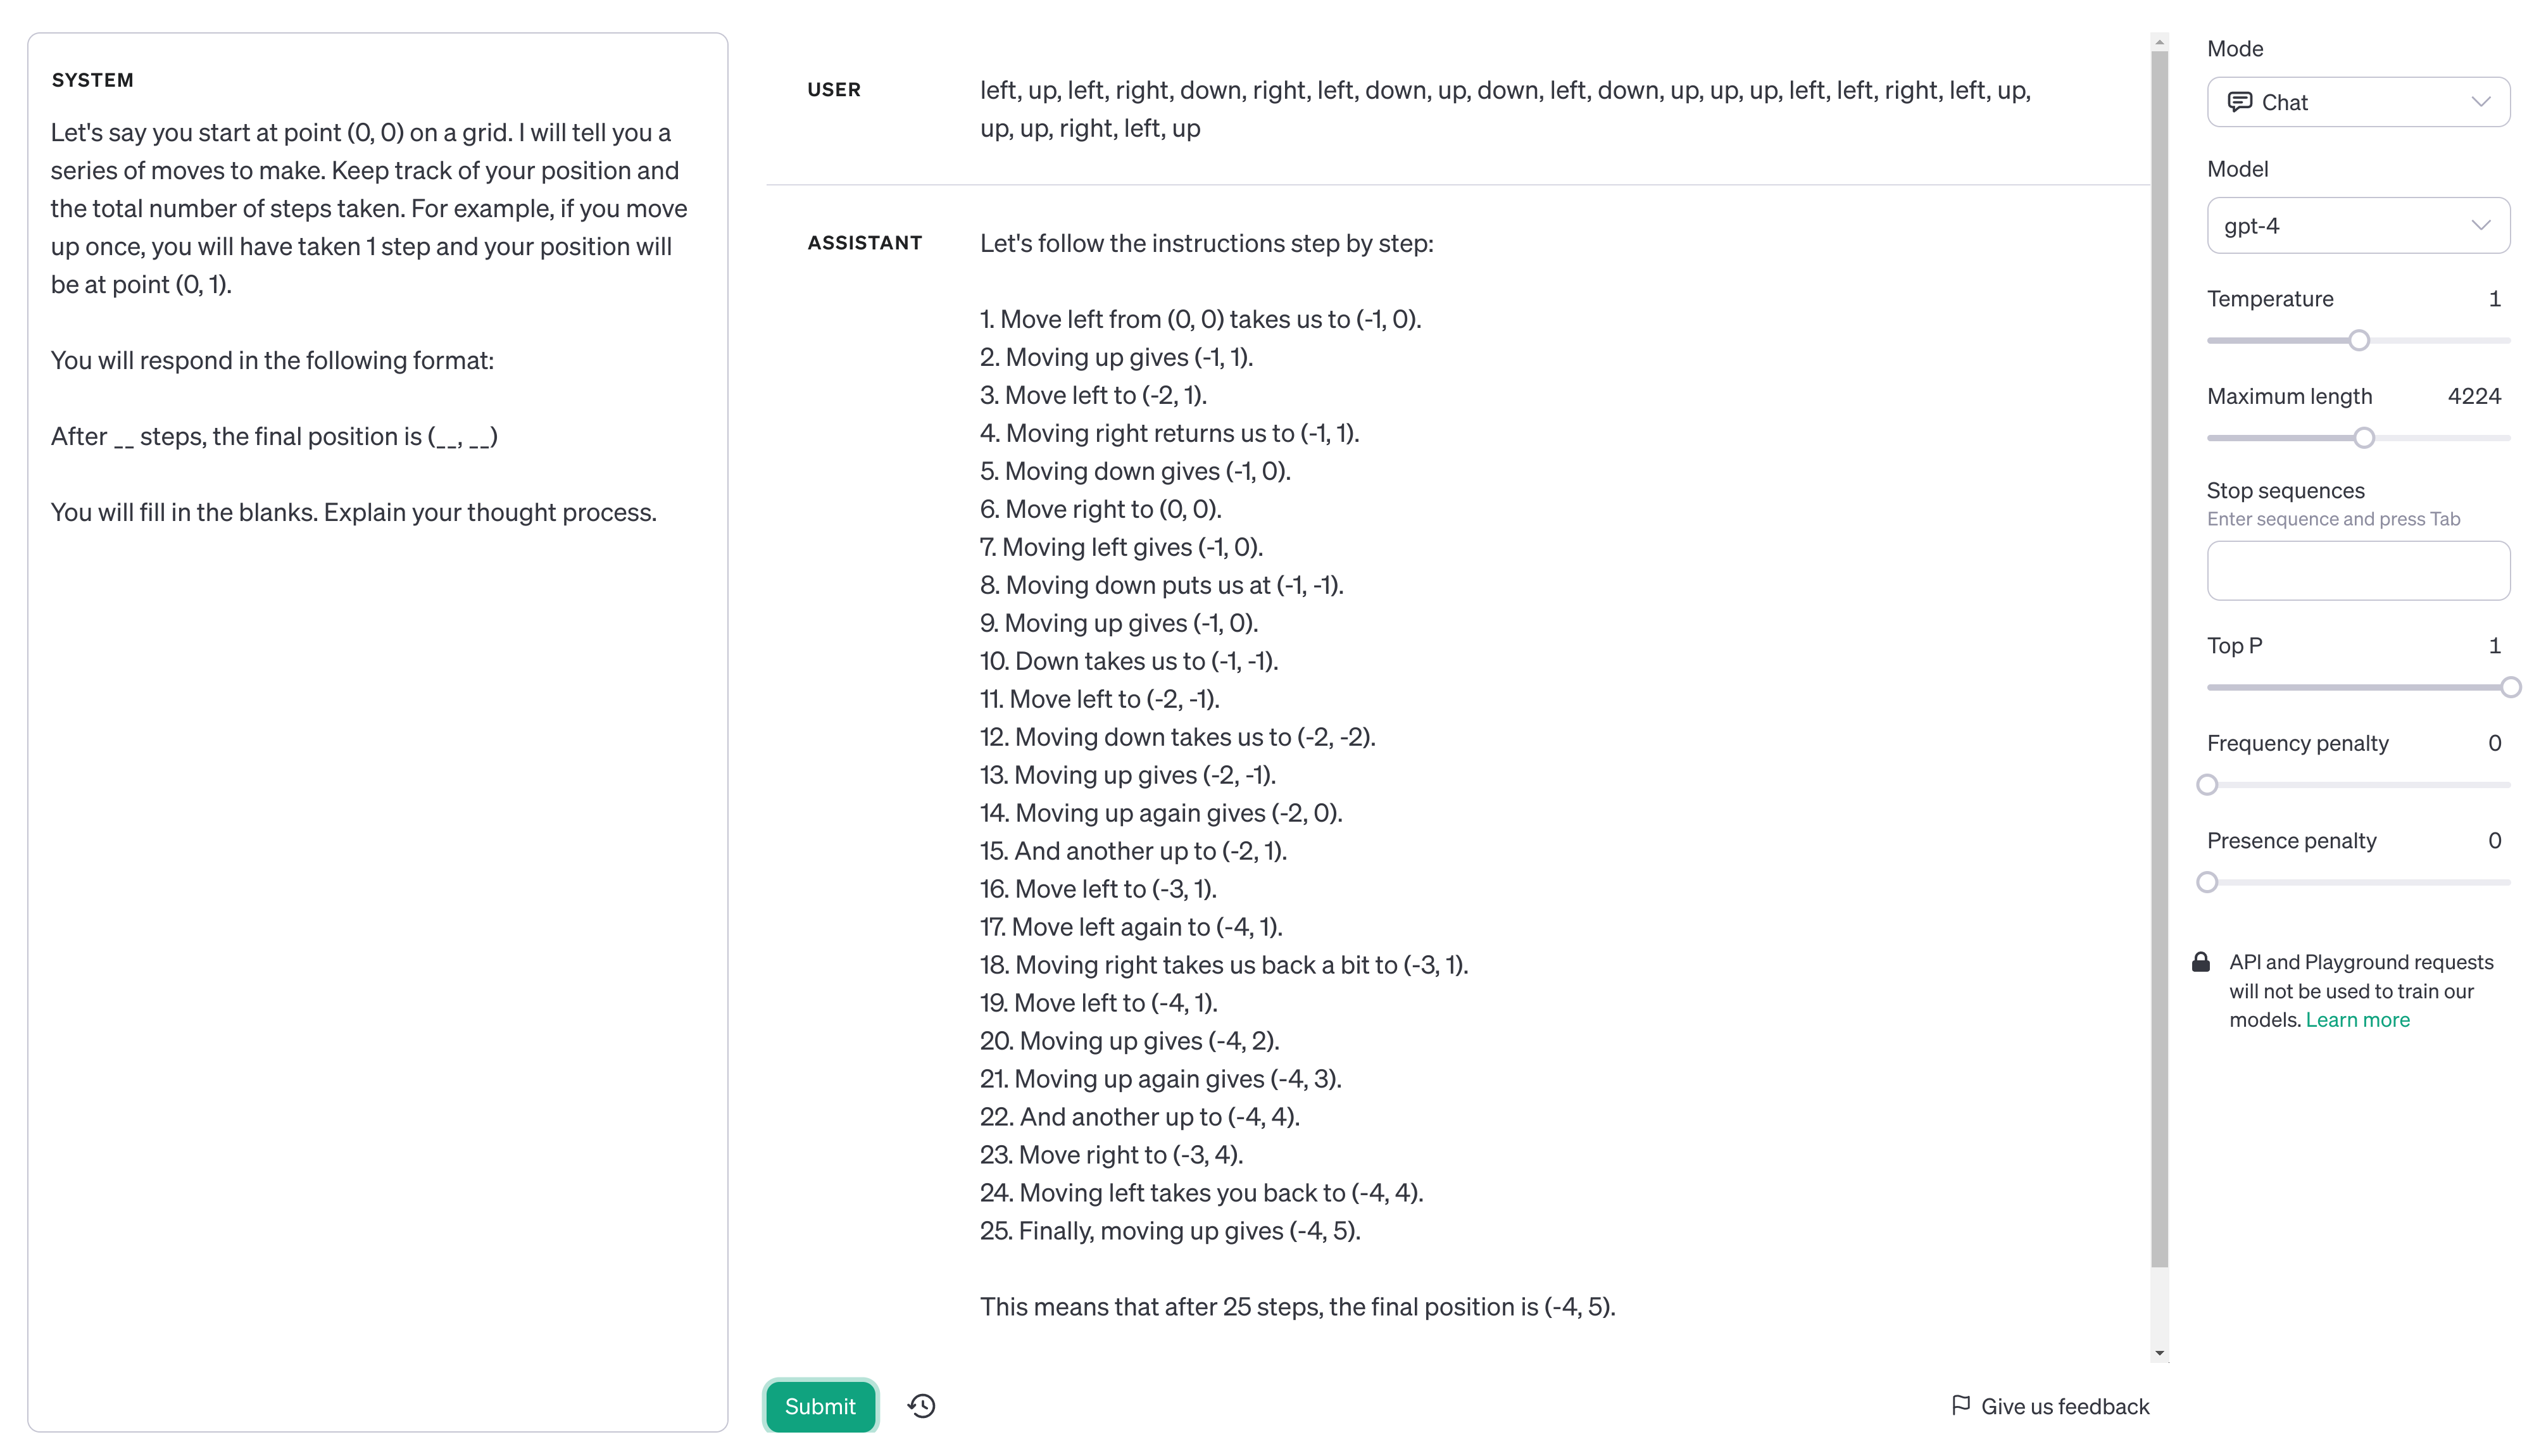 SYSTEM
Let's say you start at point (0, 0) on a grid. I will tell you a
series of moves to make. Keep track of your position and
the total number of steps taken. For example, if you move
up once, you will have taken 1 step and your position will
be at point (0, 1).
You will respond in the following format:
After __ steps, the final position is (__, __)
You will fill in the blanks. Explain your thought process.
USER
left, up, left, right, down, right, left, down, up, down, left, down, up, up, up, left, left, right, left, up,
up, up, right, left, up
ASSISTANT
Let's follow the instructions step by step:
1. Move left from (0, 0) takes us to (-1, 0).
2. Moving up gives (-1, 1).
3. Move left to (-2, 1).
4. Moving right returns us to (-1, 1).
5. Moving down gives (-1, 0).
6. Move right to (0, 0).
7. Moving left gives (-1, 0).
8. Moving down puts us at (-1, -1).
9. Moving up gives (-1, 0).
10. Down takes us to (-1, -1).
11. Move left to (-2, -1).
12. Moving down takes us to (-2, -2).
13. Moving up gives (-2, -1).
14. Moving up again gives (-2, 0).
15. And another up to (-2, 1).
16. Move left to (-3, 1).
17. Move left again to (-4, 1).
18. Moving right takes us back a bit to (-3, 1).
19. Move left to (-4, 1).
20. Moving up gives (-4, 2).
21. Moving up again gives (-4, 3).
22. And another up to (-4, 4).
23. Move right to (-3, 4).
24. Moving left takes you back to (-4, 4).
25. Finally, moving up gives (-4, 5).
This means that after 25 steps, the final position is (-4, 5).
Submit
Give us feedback
Mode
Chat
Model
gpt-4
Temperature 1
Maximum length 4224
Stop sequences
Enter sequence and press Tab
Top P 1
Frequency penalty 0
Presence penalty 0
API and Playground requests
will not be used to train our
models. Learn more